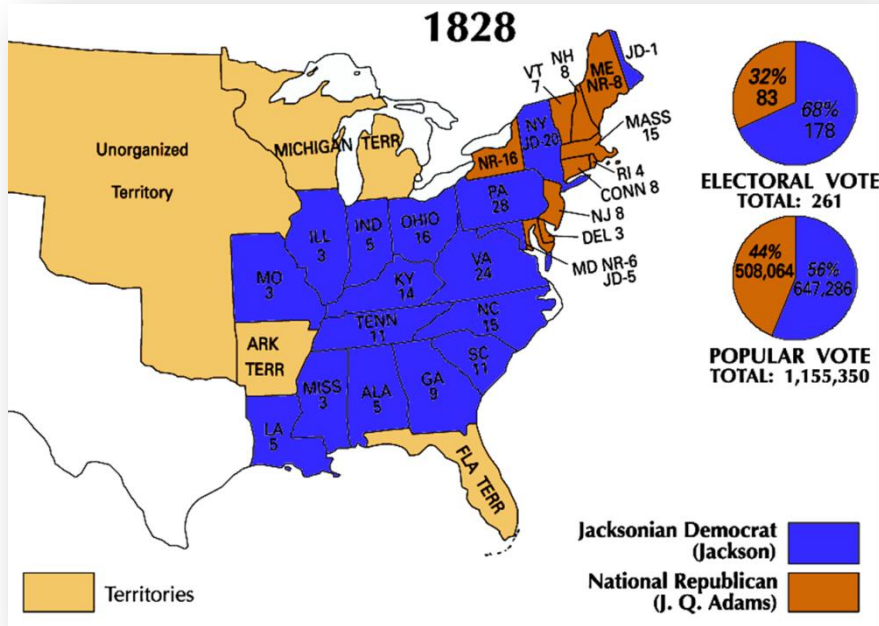 1828
JD-1
NH
8
VT
7
ME
NR-8
MASS
15
NY
JD-20
NR-16
RI 4
CONN 8
NJ 8
DEL 3
MD NR-6
JD-5
Unorganized
Territory
MICHIGAN TERR
PA
28
OHIO
16
IND
5
ILL
3
MO
3
KY
14
VA
24
NC
15
TENN
11
SC
11
ARK
TERR
MISS
3
ALA
5
GA
9
LA
5
FLA TERR
32%
83
68%
178
ELECTORAL VOTE
TOTAL: 261
44%
508,064
56%
647,286
POPULAR VOTE
TOTAL: 1,155,350
Jacksonian Democrat
(Jackson)
National Republican
(J. Q. Adams)
Territories